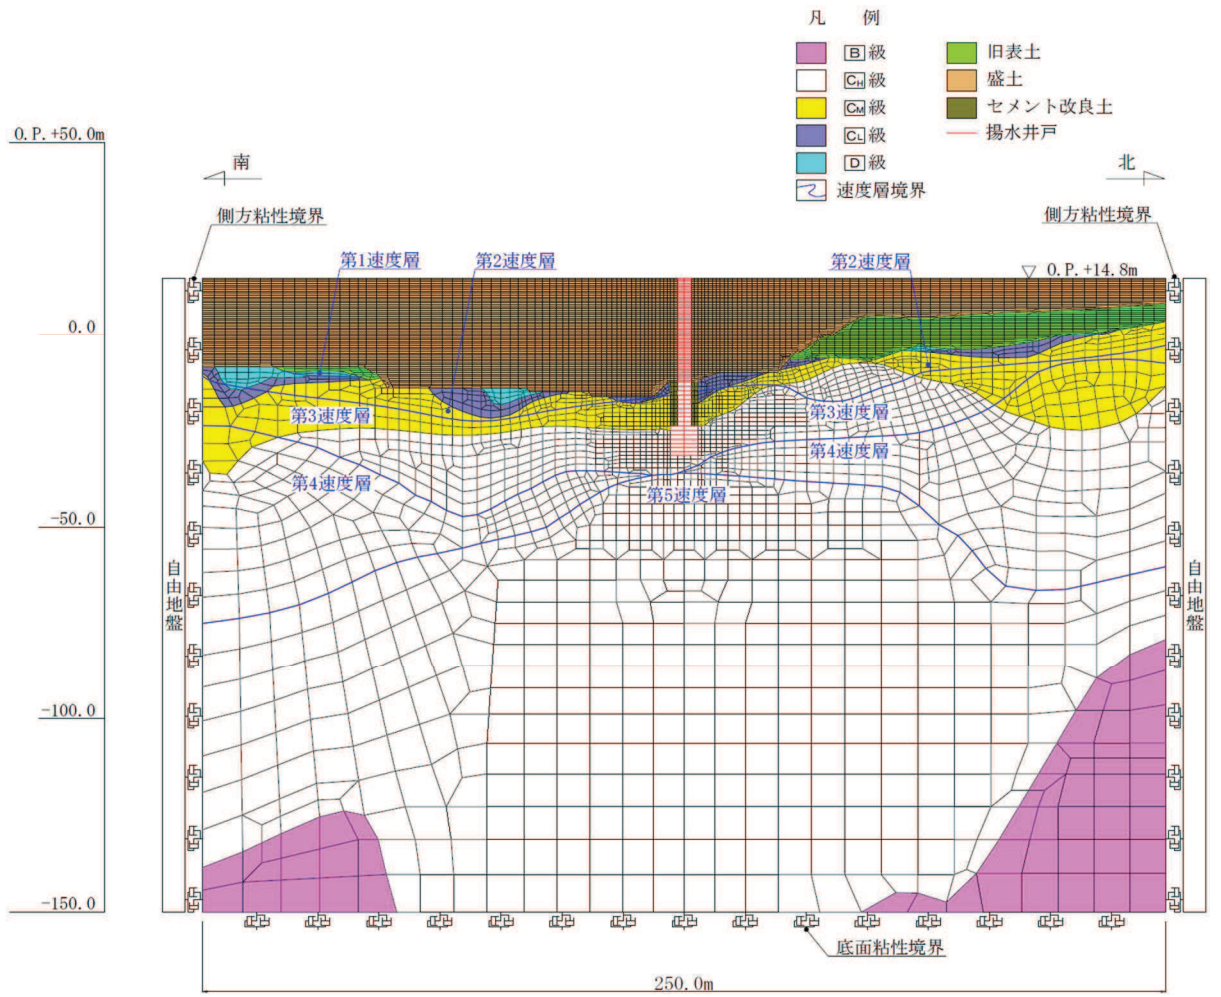 凡 例
B 級
CH 級
CM 級
CL 級
D 級
速度層境界
旧表土
盛土
セメント改良土
揚水井戸
O.P.+50.0m
南
北
側方粘性境界
側方粘性境界
第1速度層
第2速度層
第2速度層
O.P.+14.8m
0.0
第3速度層
第3速度層
第4速度層
第4速度層
第5速度層
-50.0
自由地盤
自由地盤
-100.0
-150.0
底面粘性境界
250.0m